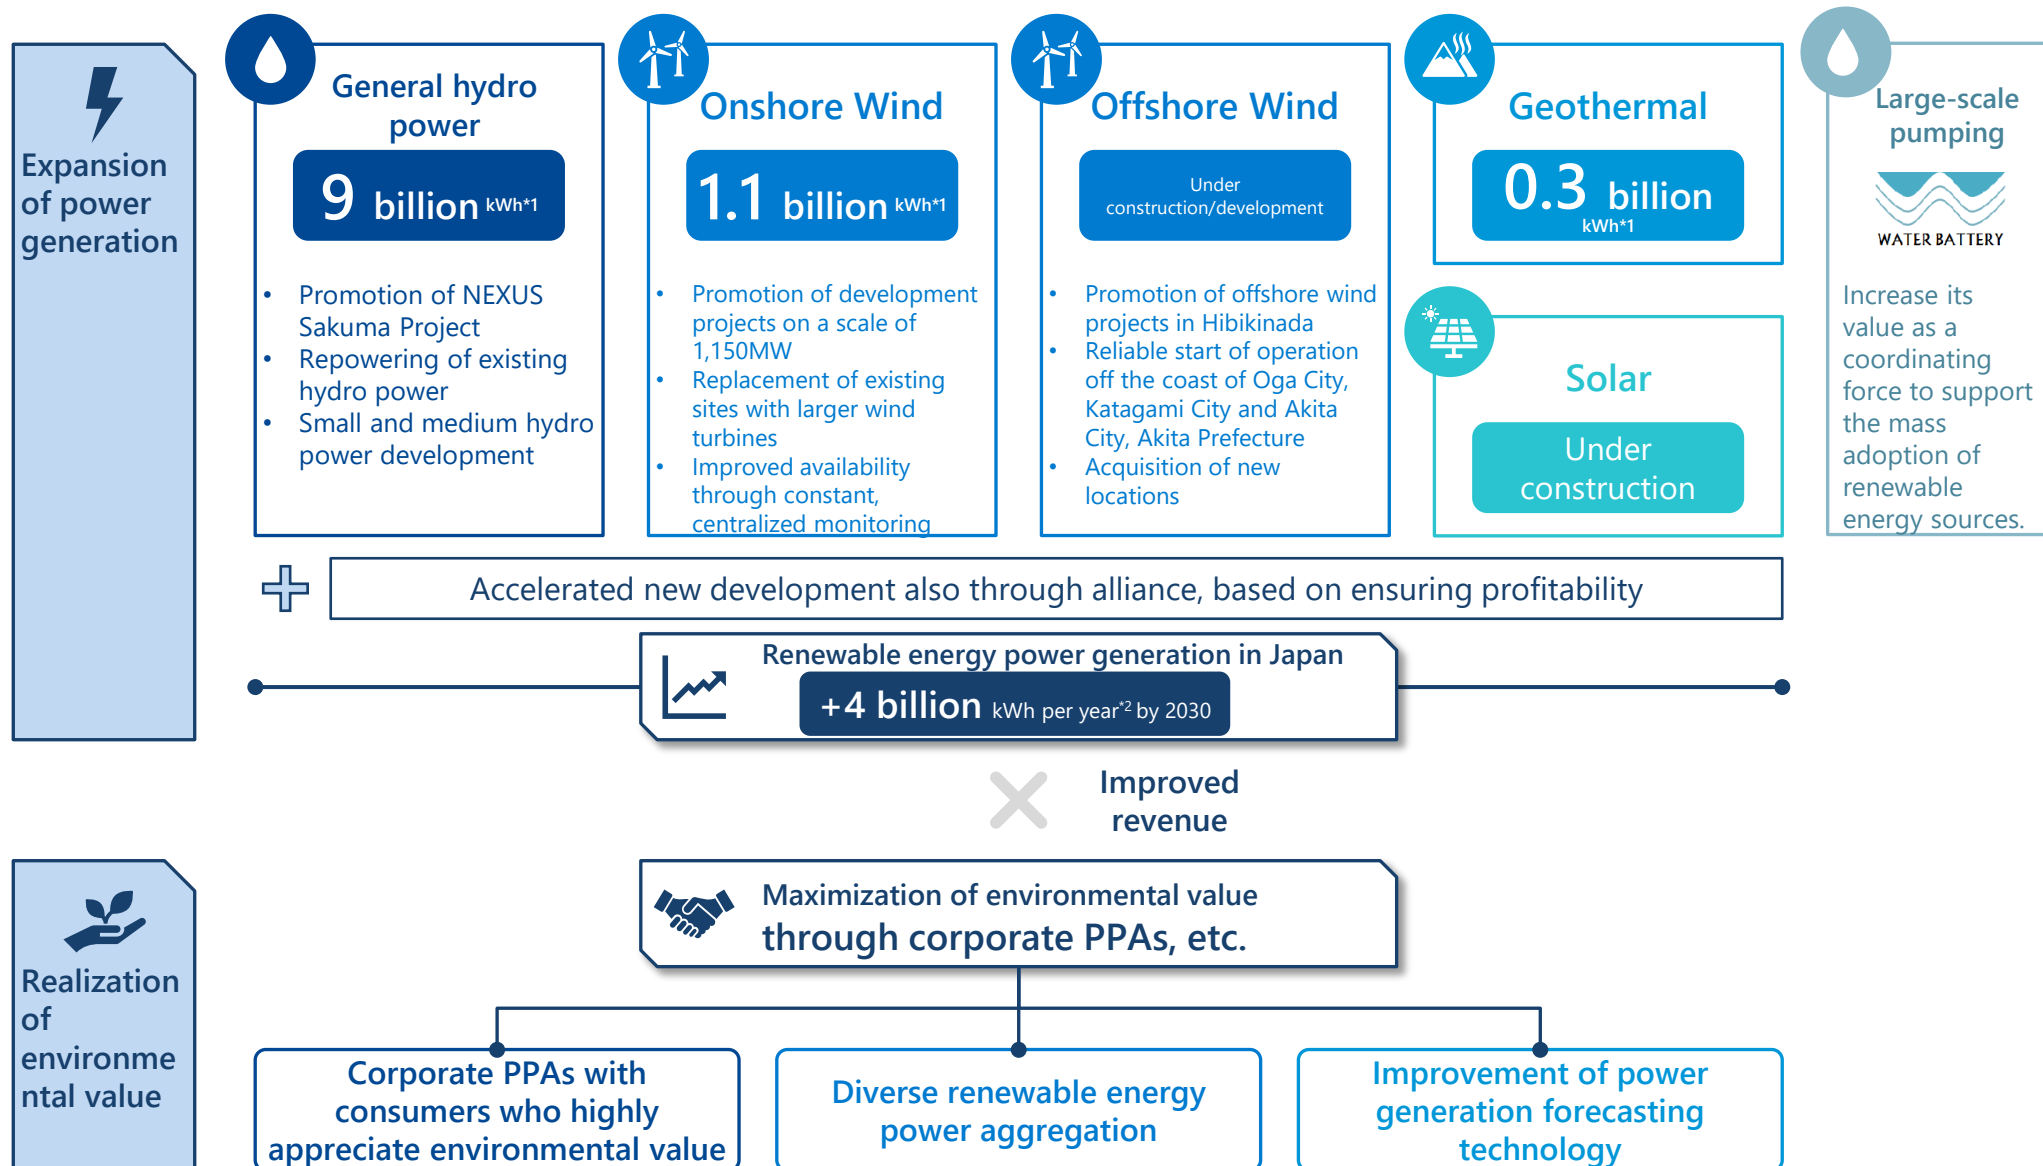 Expansion
of power
generation
General hydro
power
9 billion kWh*1
• Promotion of NEXUS
Sakuma Project
• Repowering of existing
hydro power
• Small and medium hydro
power development
Onshore Wind
1.1 billion kWh*1
• Promotion of development
projects on a scale of
1,150MW
• Replacement of existing
sites with larger wind
turbines
• Improved availability
through constant,
centralized monitoring
Offshore Wind
Under
construction/development
• Promotion of offshore wind
projects in Hibikinada
• Reliable start of operation
off the coast of Oga City,
Katagami City and Akita
City, Akita Prefecture
• Acquisition of new
locations
Geothermal
0.3 billion
kWh*1
Solar
Under
construction
Large-scale
pumping
WATER BATTERY
Increase its
value as a
coordinating
force to support
the mass
adoption of
renewable
energy sources.
Accelerated new development also through alliance, based on ensuring profitability
Renewable energy power generation in Japan
+4 billion kWh per year*2 by 2030
Improved
revenue
Realization
of
environme
ntal value
Maximization of environmental value
through corporate PPAs, etc.
Corporate PPAs with
consumers who highly
appreciate environmental value
Diverse renewable energy
power aggregation
Improvement of power
generation forecasting
technology